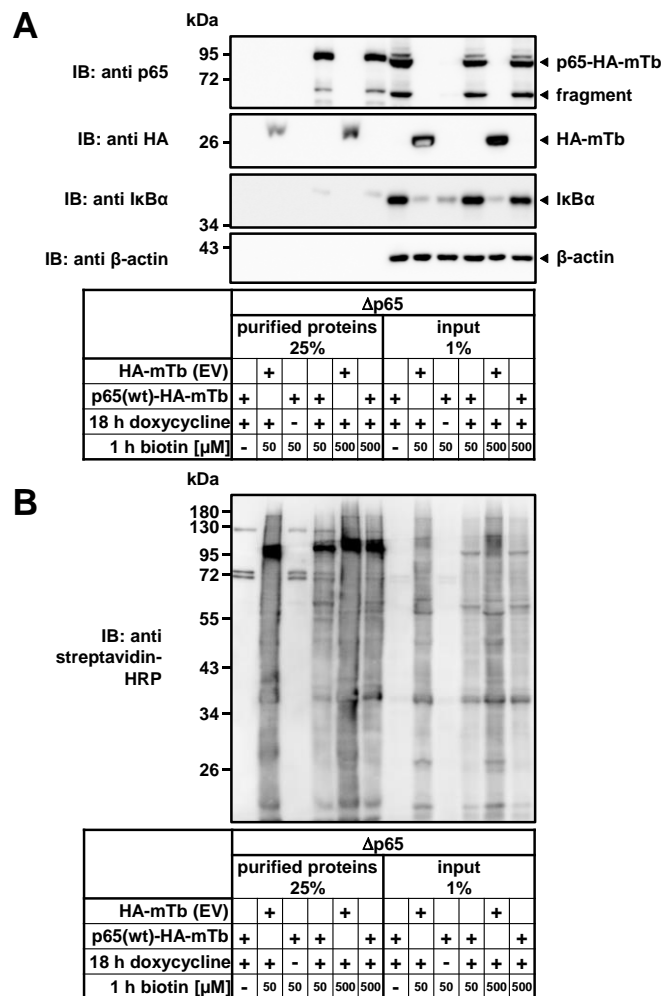 A
kDa
IB: anti p65
95
72
p65-HA-mTb
fragment
IB: anti HA
26
HA-mTb
IB: anti IκBα
34
IκBα
IB: anti β-actin
43
β-actin
Δp65
purified proteins input
25% 1%
HA-mTb (EV) + + + +
p65(wt)-HA-mTb + + + + + + + +
18 h doxycycline + + - + + + + + - + + +
1 h biotin [µM] - 50 50 50 500 500 - 50 50 50 500 500
B
kDa
180
130
95
72
55
IB: anti
streptavidin-
HRP
43
34
26
Δp65
purified proteins input
25% 1%
HA-mTb (EV) + + + +
p65(wt)-HA-mTb + + + + + + + +
18 h doxycycline + + - + + + + + - + + +
1 h biotin [µM] - 50 50 50 500 500 - 50 50 50 500 500